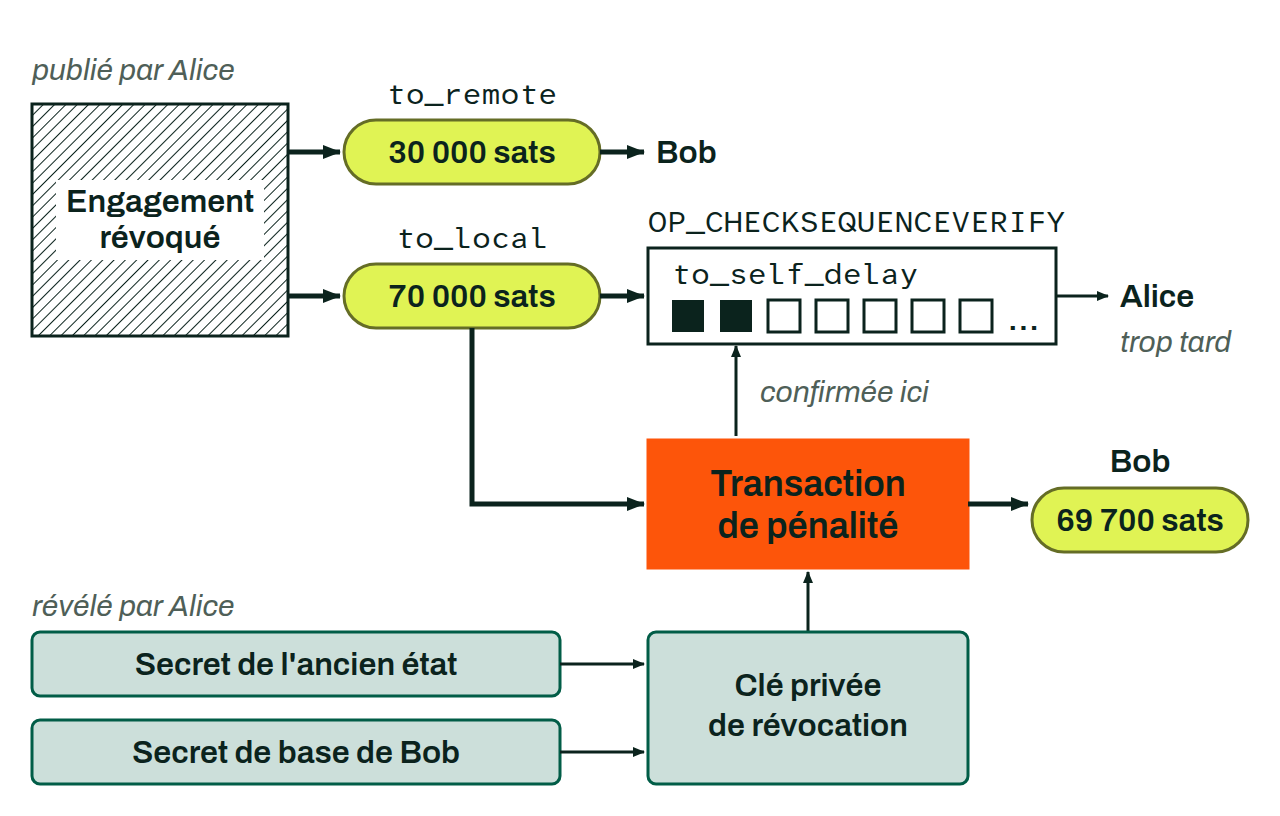 publié par Alice
to_remote
30 000 sats
Bob
Engagement
révoqué
to_local
70 000 sats
OP_CHECKSEQUENCEVERIFY
to_self_delay
...
Alice
trop tard
confirmée ici
Transaction
de pénalité
Bob
69 700 sats
révélé par Alice
Secret de l'ancien état
Secret de base de Bob
Clé privée
de révocation